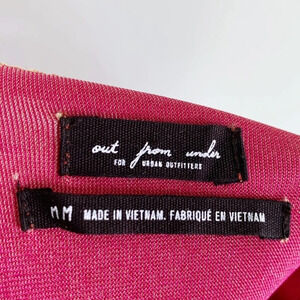 out from under
FOR URBAN OUTFITTERS
M M MADE IN VIETNAM. FABRIQUÉ EN VIETNAM